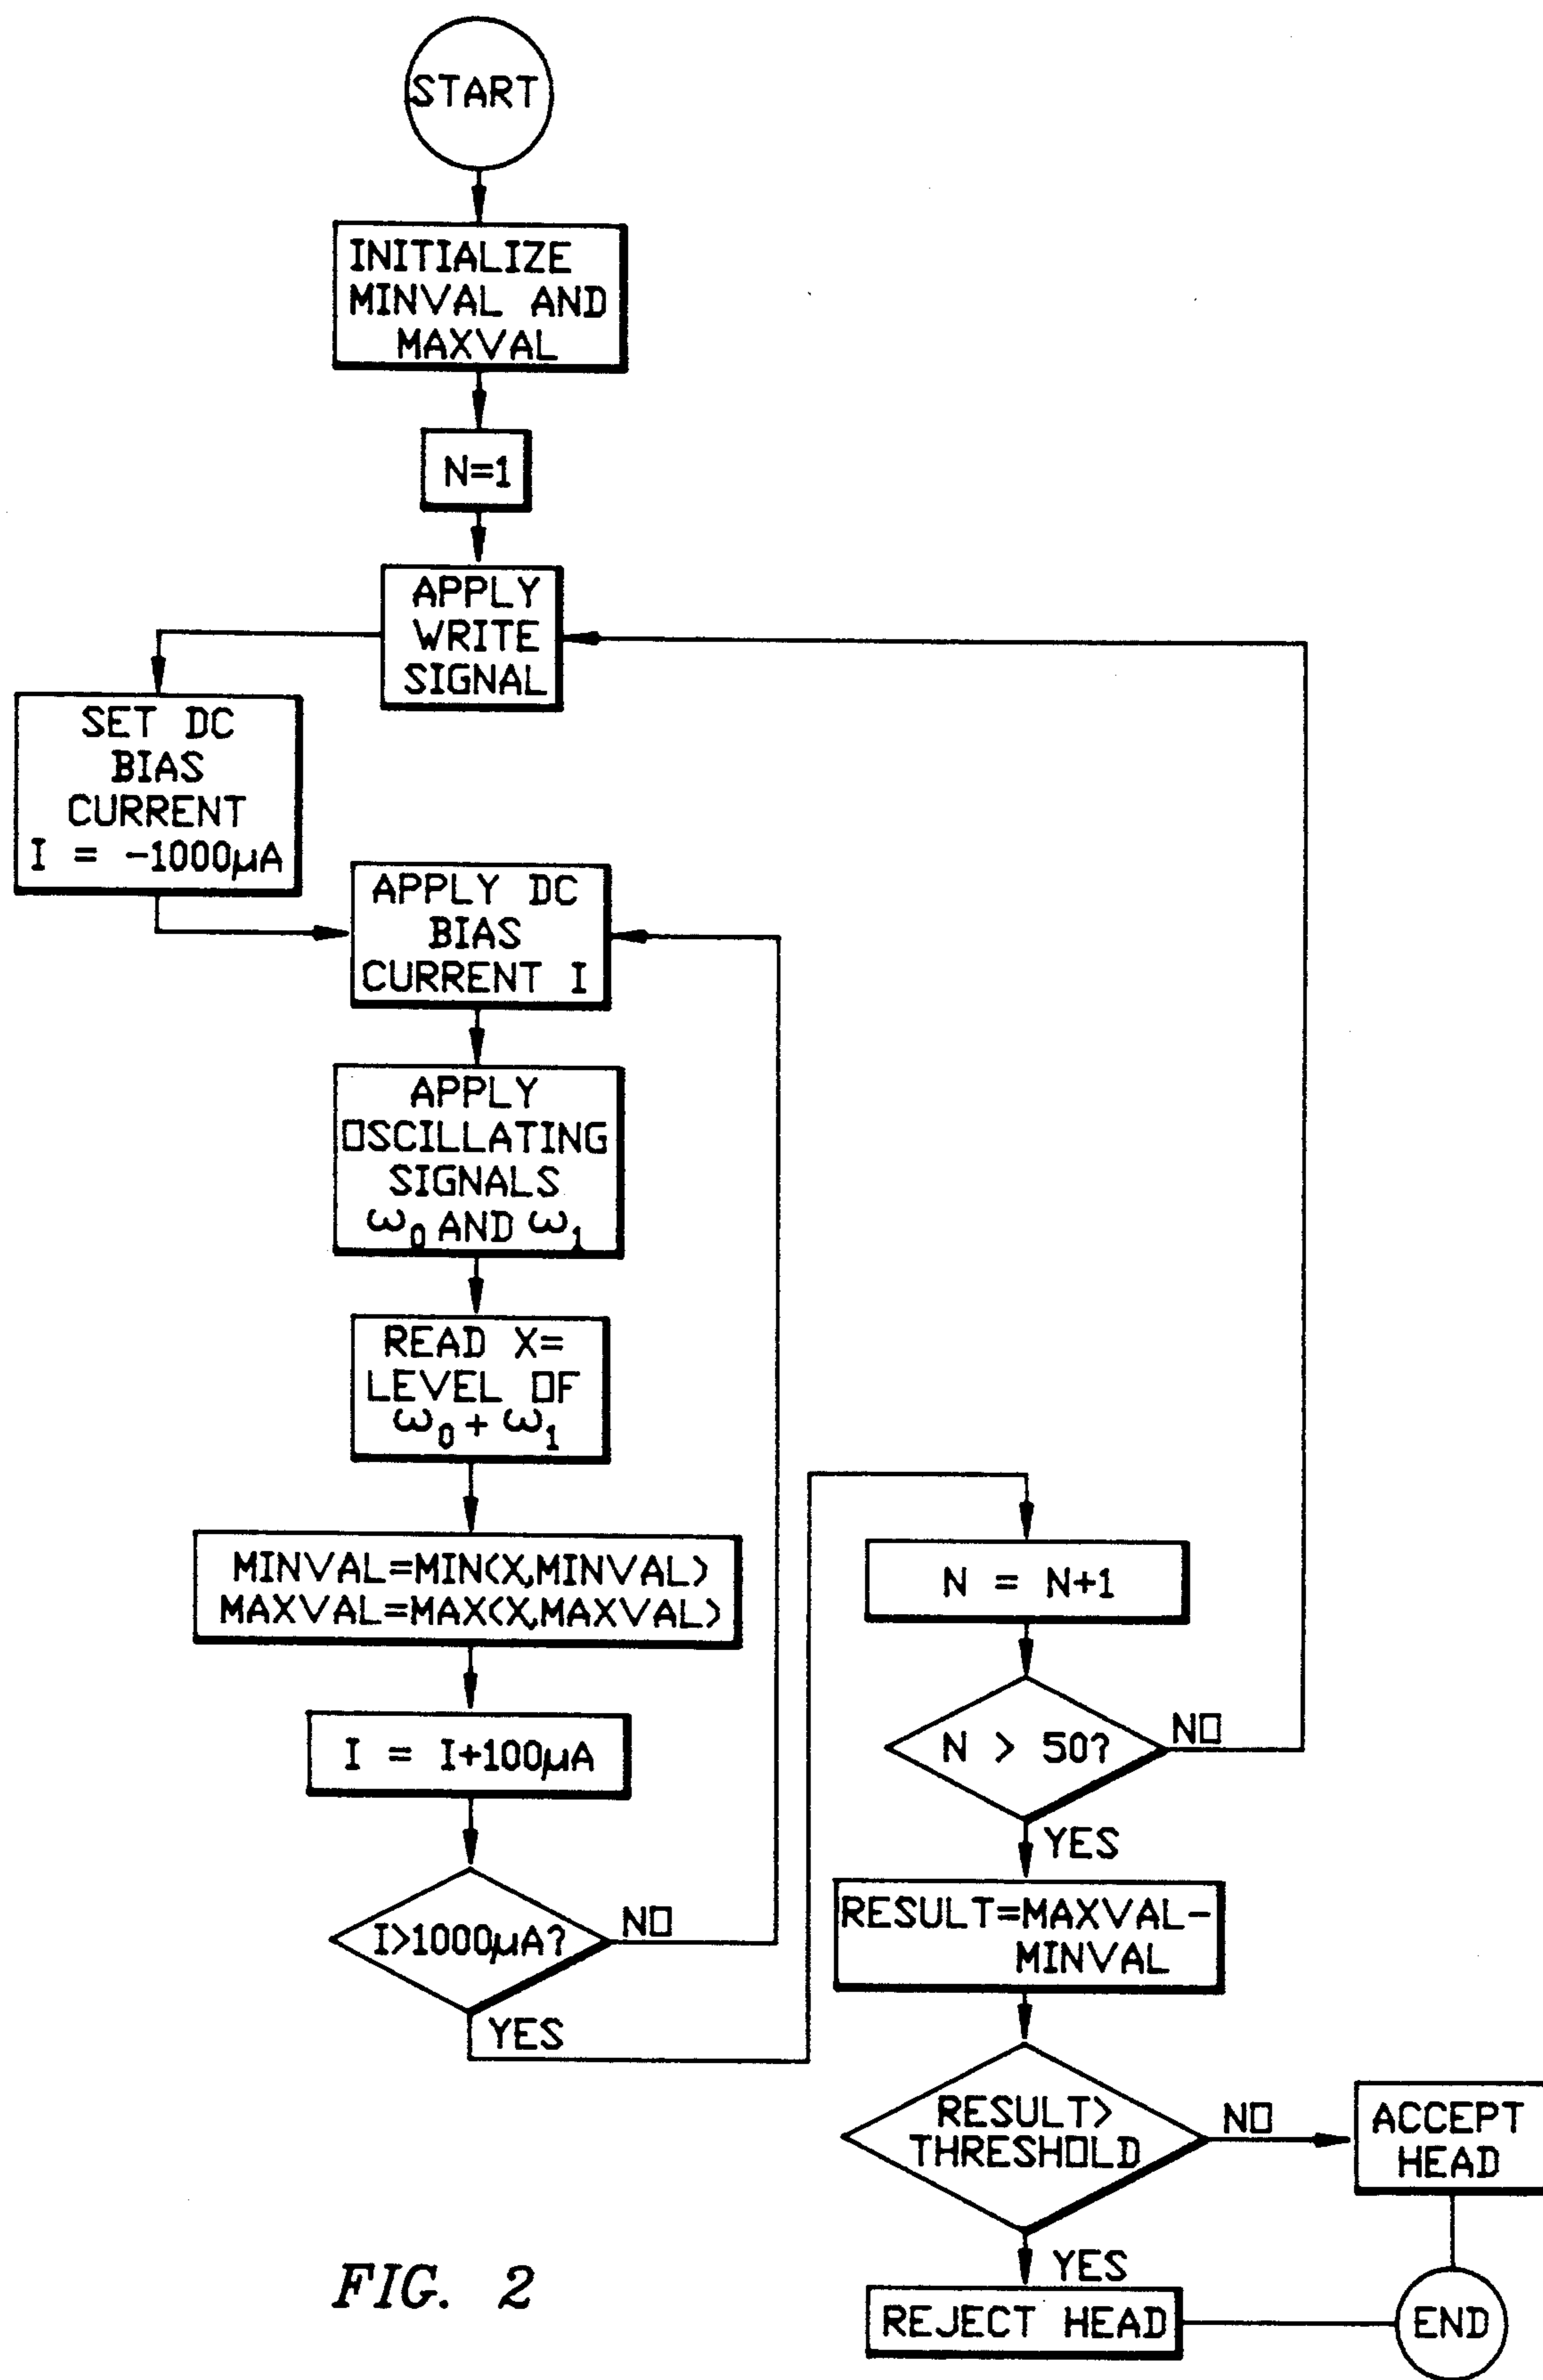 START
INITIALIZE
MINVAL AND
MAXVAL
N=1
APPLY
WRITE
SIGNAL
SET DC
BIAS
CURRENT
I = -1000μA
APPLY DC
BIAS
CURRENT I
APPLY
OSCILLATING
SIGNALS
ω₀ AND ω₁
READ X=
LEVEL OF
ω₀ + ω₁
MINVAL=MIN(X,MINVAL)
MAXVAL=MAX(X,MAXVAL)
I = I+100μA
I>1000μA?
NO
YES
N = N+1
N > 50?
NO
YES
RESULT=MAXVAL-
MINVAL
RESULT>
THRESHOLD
NO
ACCEPT
HEAD
YES
REJECT HEAD
END
FIG. 2